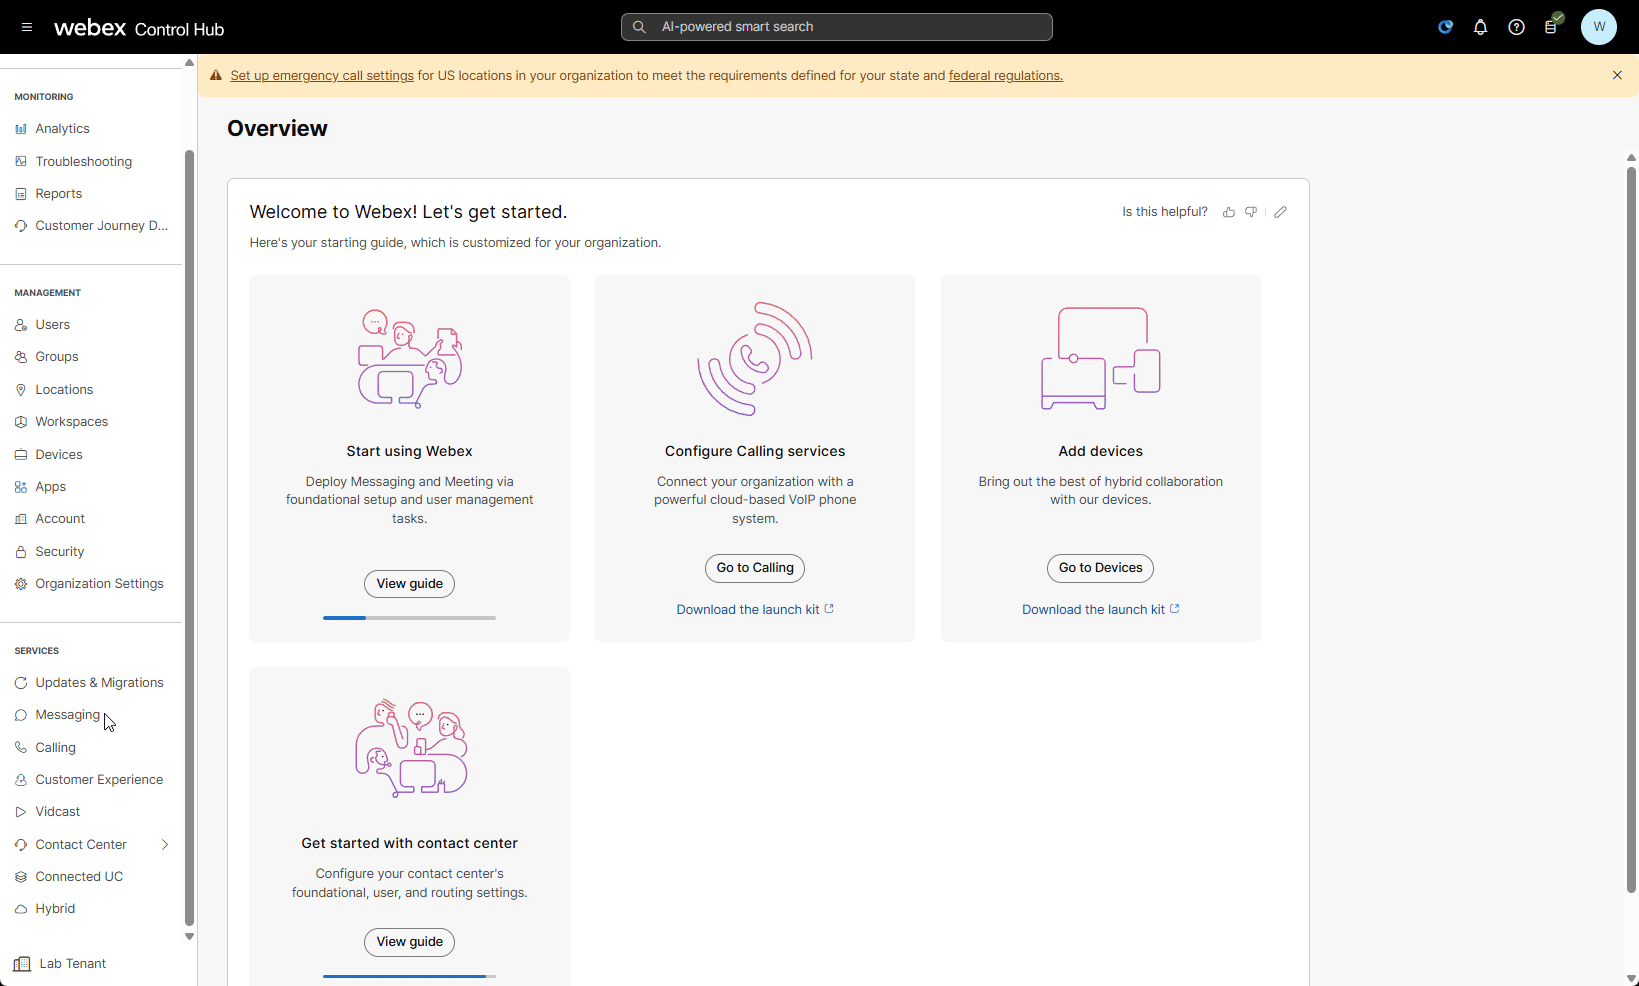 webex Control Hub
AI-powered smart search
W
Set up emergency call settings for US locations in your organization to meet the requirements defined for your state and federal regulations.
MONITORING
Analytics
Troubleshooting
Reports
Customer Journey D...
MANAGEMENT
Users
Groups
Locations
Workspaces
Devices
Apps
Account
Security
Organization Settings
SERVICES
Updates & Migrations
Messaging
Calling
Customer Experience
Vidcast
Contact Center
Connected UC
Hybrid
Lab Tenant
Overview
Welcome to Webex! Let's get started.
Is this helpful?
Here's your starting guide, which is customized for your organization.
Start using Webex
Deploy Messaging and Meeting via
foundational setup and user management
tasks.
View guide
Configure Calling services
Connect your organization with a
powerful cloud-based VoIP phone
system.
Go to Calling
Download the launch kit
Add devices
Bring out the best of hybrid collaboration
with our devices.
Go to Devices
Download the launch kit
Get started with contact center
Configure your contact center's
foundational, user, and routing settings.
View guide